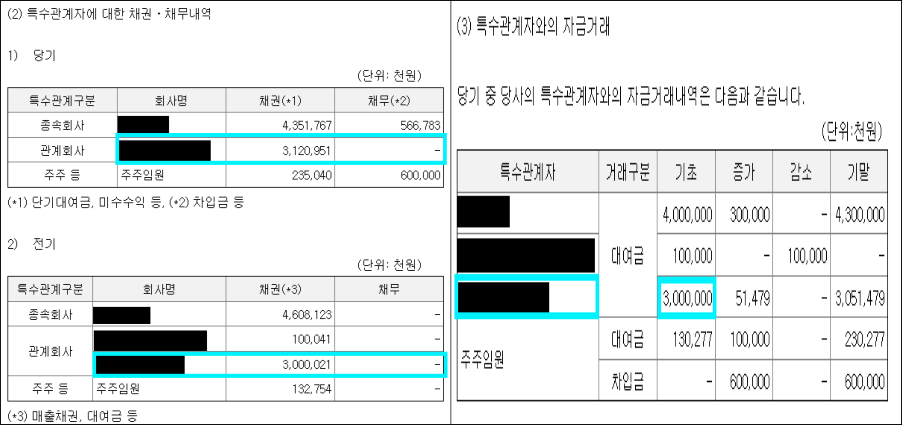 (2) 특수관계자에 대한 채권·채무내역
1) 당기
(단위: 천원)
특수관계구분 회사명 채권(*1) 채무(*2)
종속회사 4,351,767 566,783
관계회사 3,120,951 -
주주 등 주주임원 235,040 600,000
(*1) 단기대여금, 미수수익 등, (*2) 차입금 등
2) 전기
(단위: 천원)
특수관계구분 회사명 채권(*3) 채무
종속회사 4,608,123 -
관계회사 100,041 -
3,000,021 -
주주 등 주주임원 132,754 -
(*3) 매출채권, 대여금 등
(3) 특수관계자와의 자금거래
당기 중 당사의 특수관계자와의 자금거래내역은 다음과 같습니다.
(단위:천원)
특수관계자 거래구분 기초 증가 감소 기말
4,000,000 300,000 - 4,300,000
대여금 100,000 - 100,000 -
3,000,000 51,479 - 3,051,479
주주임원 대여금 130,277 100,000 - 230,277
차입금 - 600,000 - 600,000